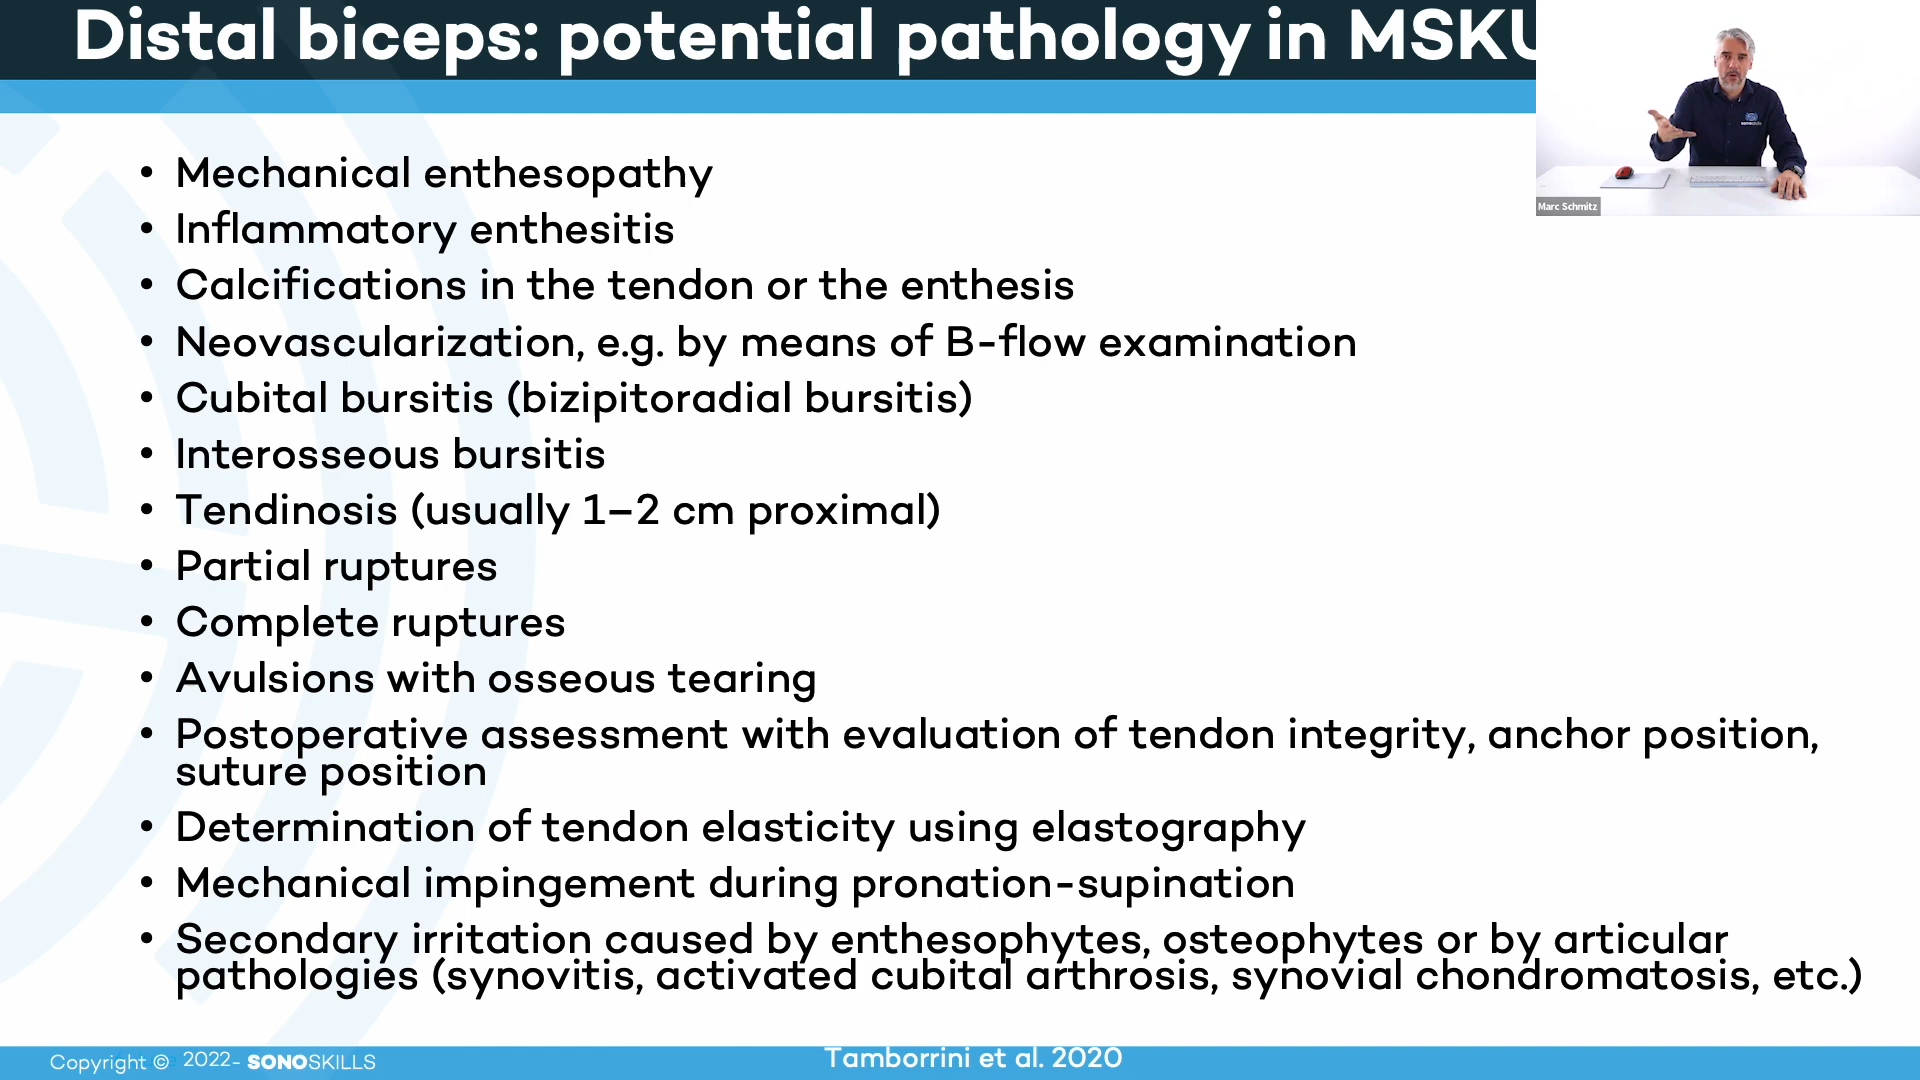 Distal biceps: potential pathology in MSKU
Marc Schmitz
• Mechanical enthesopathy
• Inflammatory enthesitis
• Calcifications in the tendon or the enthesis
• Neovascularization, e.g. by means of B-flow examination
• Cubital bursitis (bizipitoradial bursitis)
• Interosseous bursitis
• Tendinosis (usually 1–2 cm proximal)
• Partial ruptures
• Complete ruptures
• Avulsions with osseous tearing
• Postoperative assessment with evaluation of tendon integrity, anchor position,
suture position
• Determination of tendon elasticity using elastography
• Mechanical impingement during pronation-supination
• Secondary irritation caused by enthesophytes, osteophytes or by articular
pathologies (synovitis, activated cubital arthrosis, synovial chondromatosis, etc.)
Copyright © 2022- SONOSKILLS
Tamborrini et al. 2020